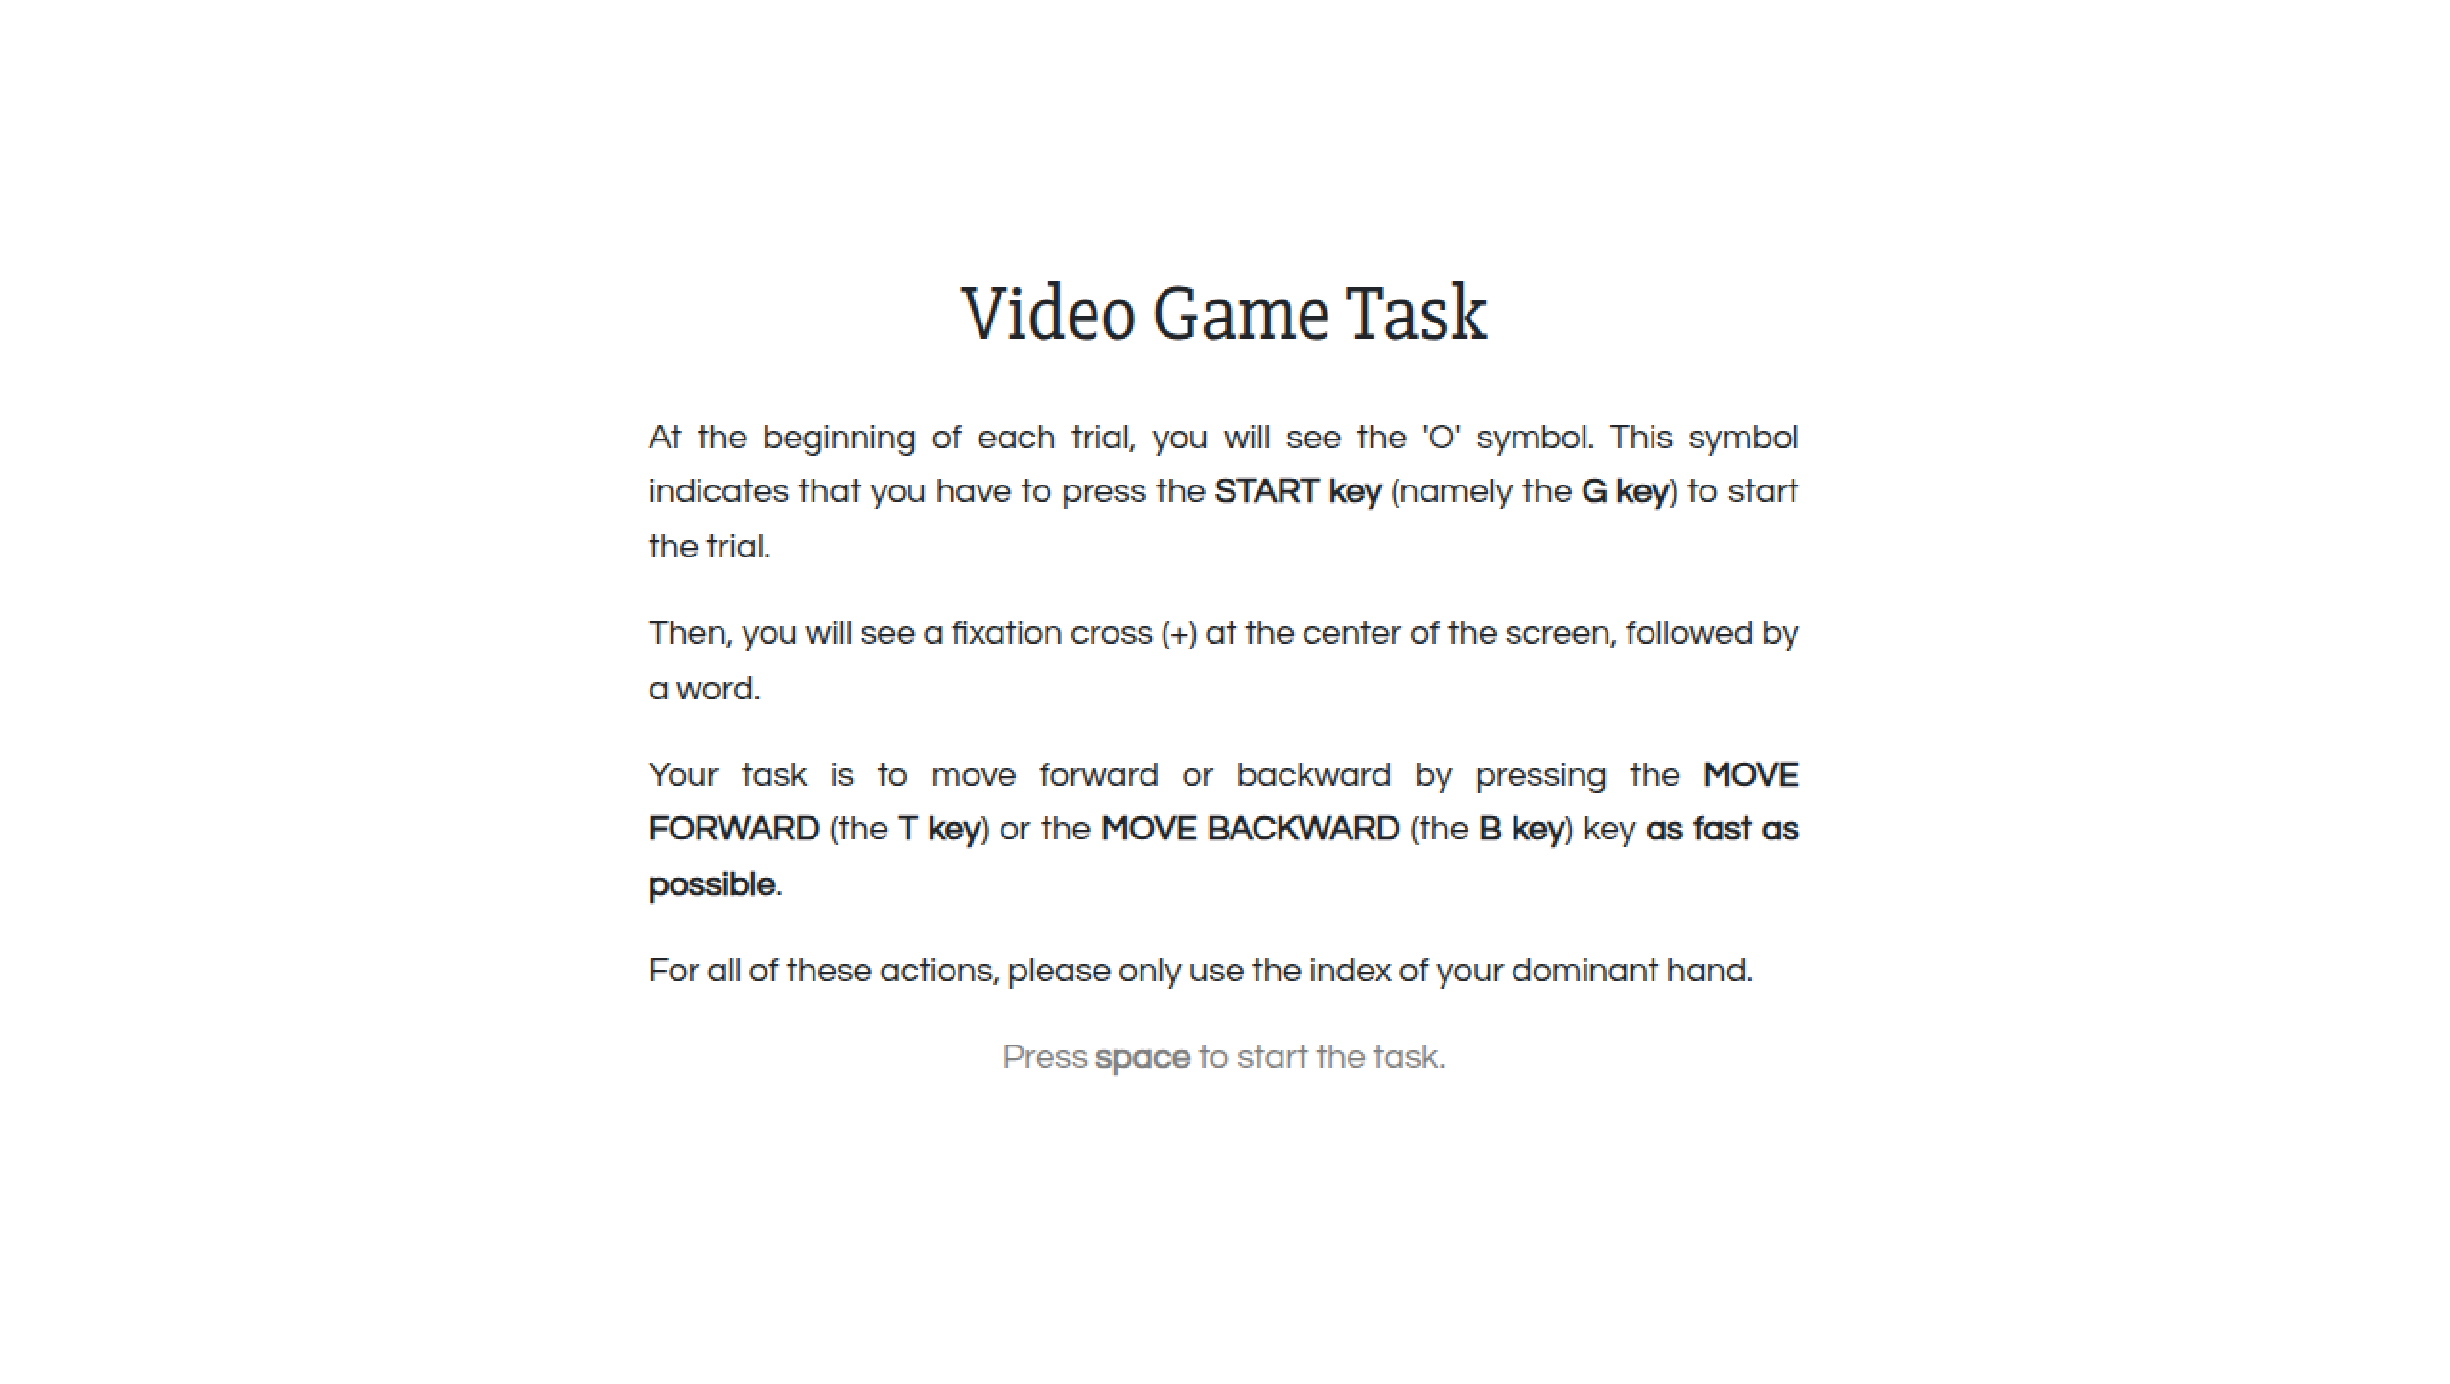 Video Game Task
At the beginning of each trial, you will see the 'O' symbol. This symbol
indicates that you have to press the START key (namely the G key) to start
the trial.
Then, you will see a fixation cross (+) at the center of the screen, followed by
a word.
Your task is to move forward or backward by pressing the MOVE
FORWARD (the T key) or the MOVE BACKWARD (the B key) key as fast as
possible.
For all of these actions, please only use the index of your dominant hand.
Press space to start the task.